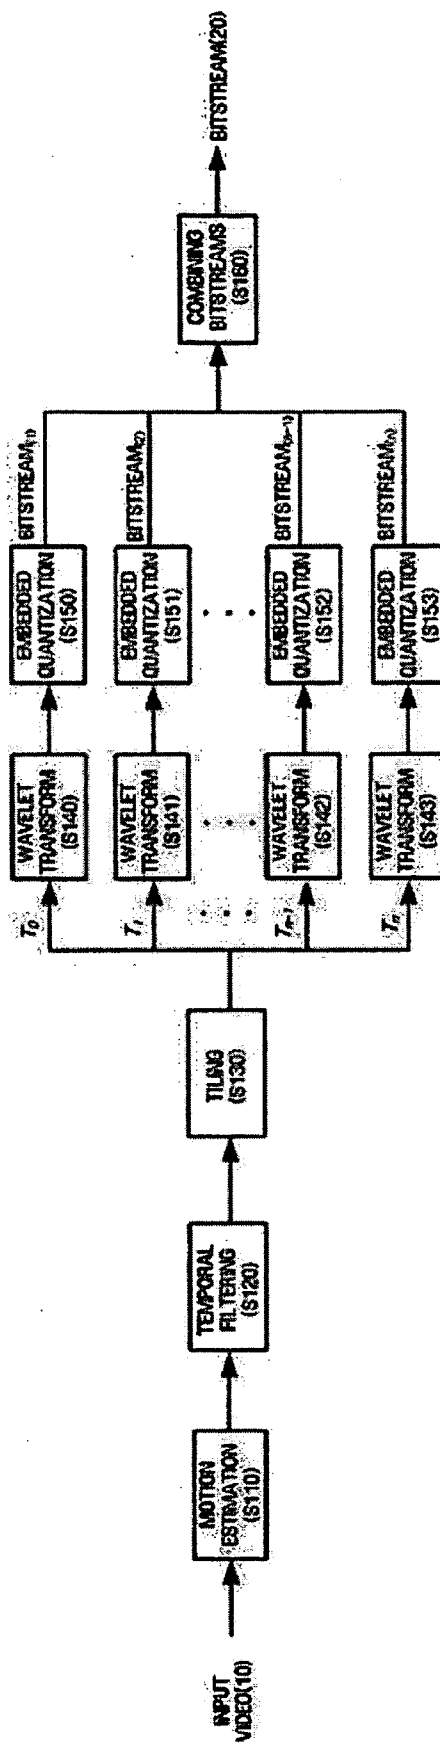 INPUT
VIDEO(10)
MOTION
ESTIMATION
(S110)
TEMPORAL
FILTERING
(S120)
TILING
(S130)
T0
WAVELET
TRANSFORM
(S140)
EMBEDDED
QUANTIZATION
(S150)
BITSTREAM(1)
T1
WAVELET
TRANSFORM
(S141)
EMBEDDED
QUANTIZATION
(S151)
BITSTREAM(2)
Tn-1
WAVELET
TRANSFORM
(S142)
EMBEDDED
QUANTIZATION
(S152)
BITSTREAM(n-1)
Tn
WAVELET
TRANSFORM
(S143)
EMBEDDED
QUANTIZATION
(S153)
BITSTREAM(n)
COMBINING
BITSTREAMS
(S160)
BITSTREAM(20)